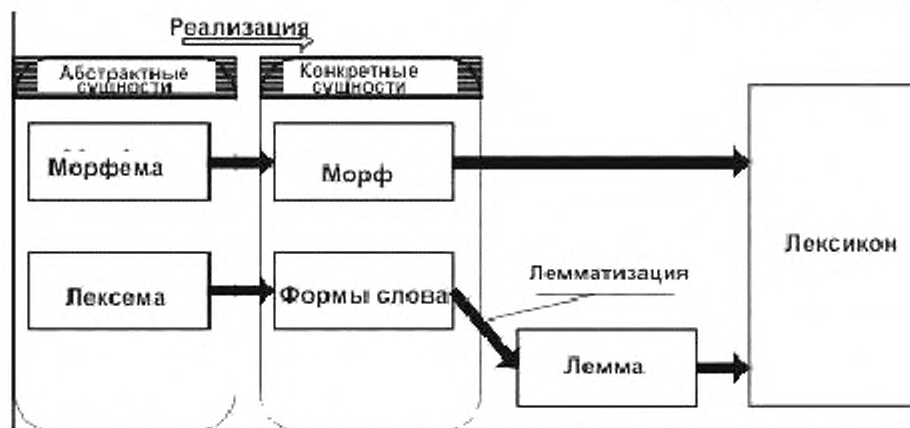 Реализация
Абстрактные
сущности
Конкретные
сущности
Морфема
Морф
Лексикон
Лемматизация
Лексема
Формы слова
Лемма